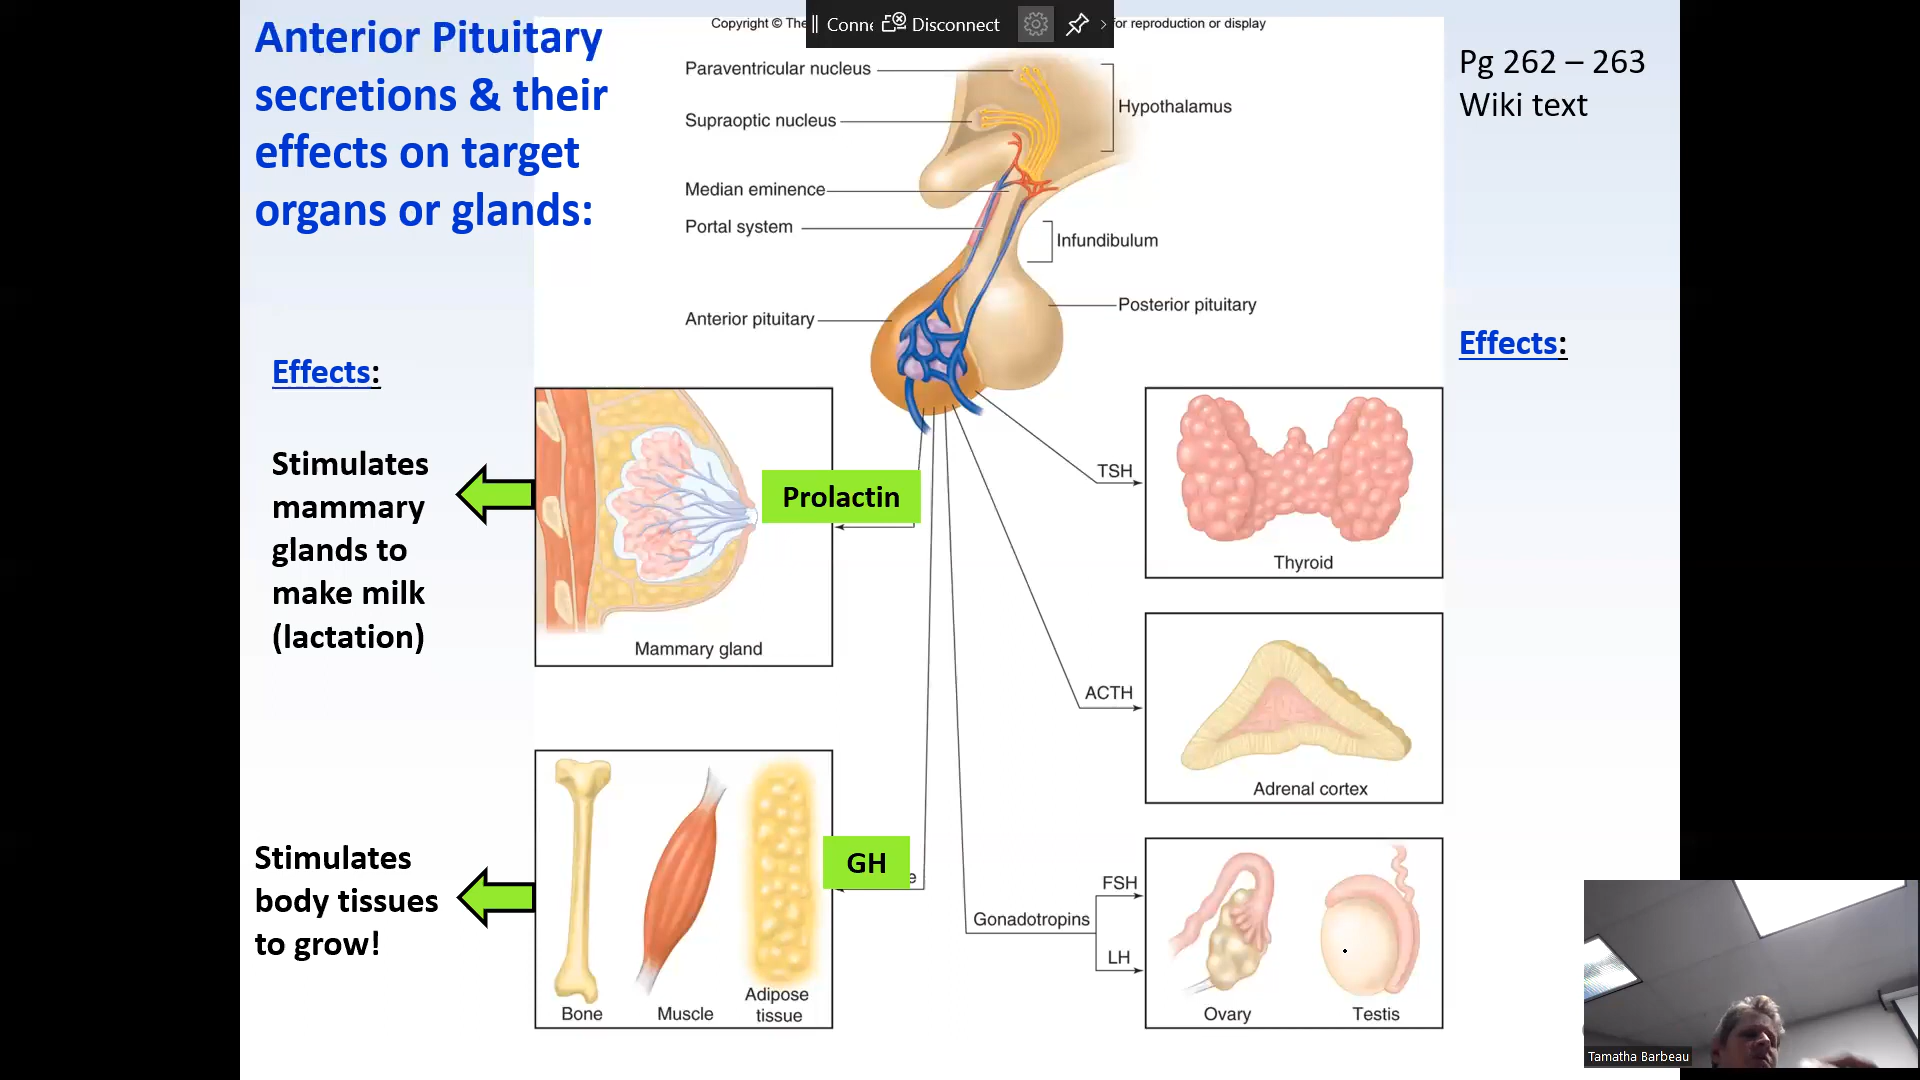 Anterior Pituitary
secretions & their
effects on target
organs or glands:
Copyright © The
for reproduction or display
Disconnect
Pg 262 – 263
Wiki text
Paraventricular nucleus
Hypothalamus
Supraoptic nucleus
Median eminence
Portal system
Infundibulum
Anterior pituitary
Posterior pituitary
Effects:
Stimulates
mammary
glands to
make milk
(lactation)
Prolactin
Mammary gland
Stimulates
body tissues
to grow!
GH
Bone
Muscle
Adipose
tissue
Effects:
TSH
Thyroid
ACTH
Adrenal cortex
Gonadotropins
FSH
LH
Ovary
Testis
Tamatha Barbeau